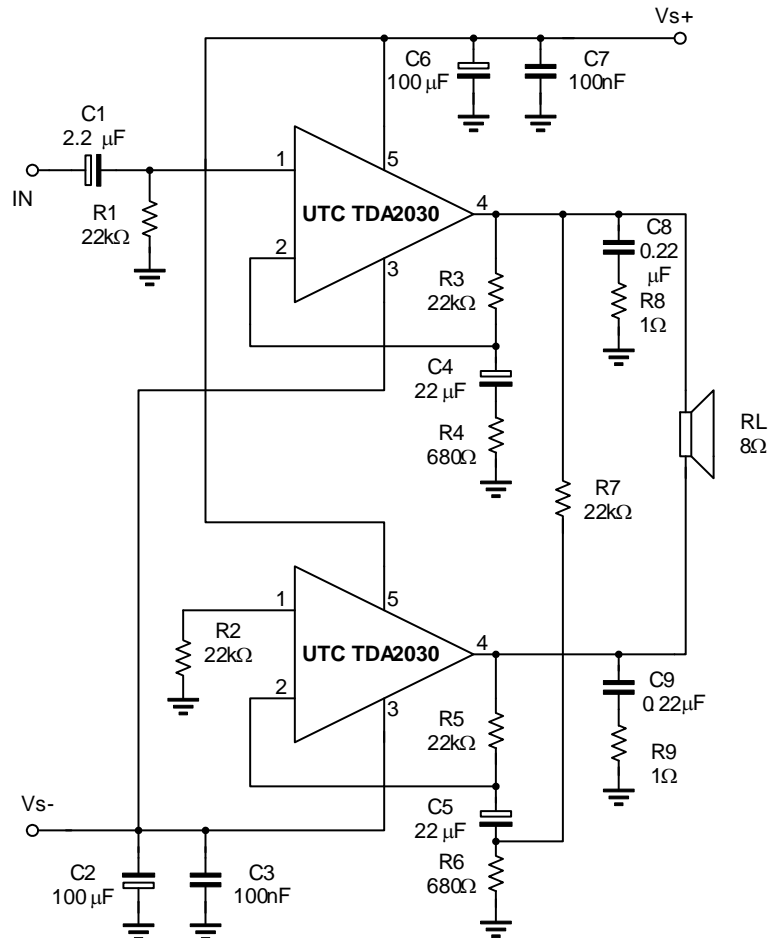 Vs+
C6
100 µF
C7
100nF
C1
2.2 µF
IN
R1
22kΩ
1
5
UTC TDA2030
4
2
3
R3
22kΩ
C8
0.22
µF
R8
1Ω
C4
22 µF
R4
680Ω
RL
8Ω
R7
22kΩ
1
5
R2
22kΩ
UTC TDA2030
4
2
3
R5
22kΩ
C9
0.22µF
R9
1Ω
Vs-
C5
22 µF
C2
100 µF
C3
100nF
R6
680Ω